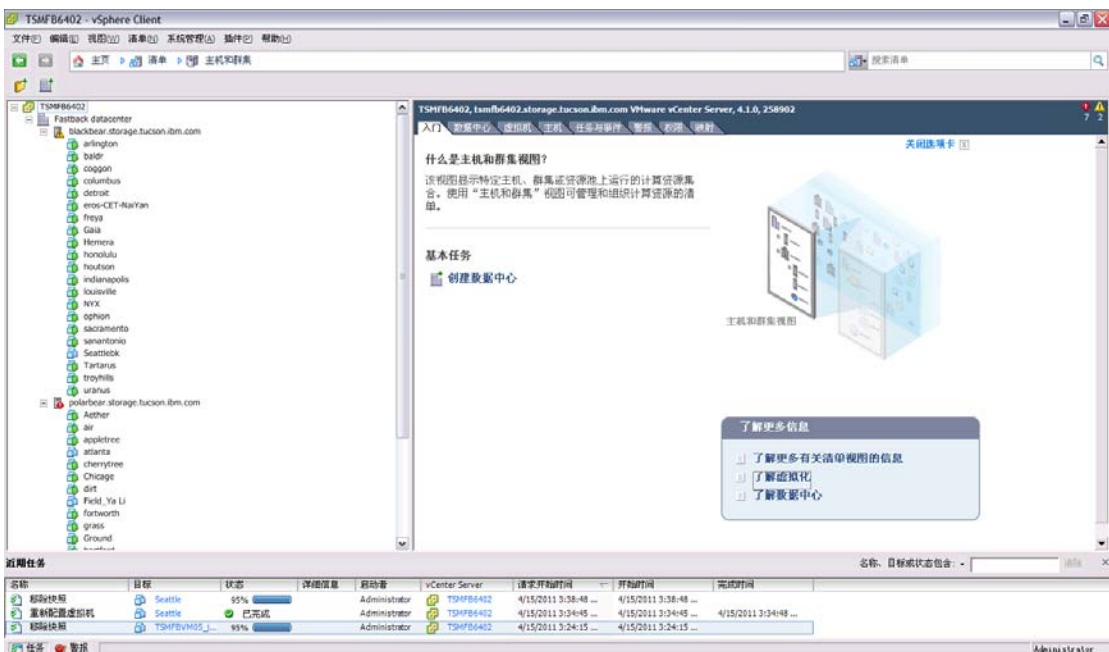 TSMFB6402 - vSphere Client
文件(F) 编辑(E) 视图(V) 清单(N) 系统管理(A) 插件(P) 帮助(H)
主页 清单 主机和群集
搜索清单
TSMFB6402
Fastback datacenter
blackbear.storage.tucson.ibm.com
arlington
baldr
coggon
columbus
detroit
eros-CET-NaiYan
freya
Gaia
Hemera
honolulu
houtson
indianapolis
louisville
NYX
ophion
sacramento
sanantonio
Seattlebk
Tartarus
troyhills
uranus
polarbear.storage.tucson.ibm.com
Aether
air
appletree
atlanta
cherrytree
Chicago
dirt
Field_Ya Li
fortworth
grass
Ground
TSMFB6402, tsmfb6402.storage.tucson.ibm.com VMware vCenter Server, 4.1.0, 258902
7 2
入门 数据中心 虚拟机 主机 任务与事件 警报 权限 映射
关闭选项卡
什么是主机和群集视图?
该视图显示特定主机、群集或资源池上运行的计算资源集
合。使用“主机和群集”视图可管理和组织计算资源的清
单。
基本任务
创建数据中心
主机和群集视图
了解更多信息
了解更多有关清单视图的信息
了解虚拟化
了解数据中心
近期任务
名称、目标或状态包含: 清除
名称 目标 状态 详细信息 启动者 vCenter Server 请求开始时间 开始时间 完成时间
移除快照 Seattle 95% Administrator TSMFB6402 4/15/2011 3:38:48 ... 4/15/2011 3:38:48 ...
重新配置虚拟机 Seattle 已完成 Administrator TSMFB6402 4/15/2011 3:34:45 ... 4/15/2011 3:34:45 ... 4/15/2011 3:34:48 ...
移除快照 TSMFBVM05_j... 95% Administrator TSMFB6402 4/15/2011 3:24:15 ... 4/15/2011 3:24:15 ...
任务 警报
Administrator